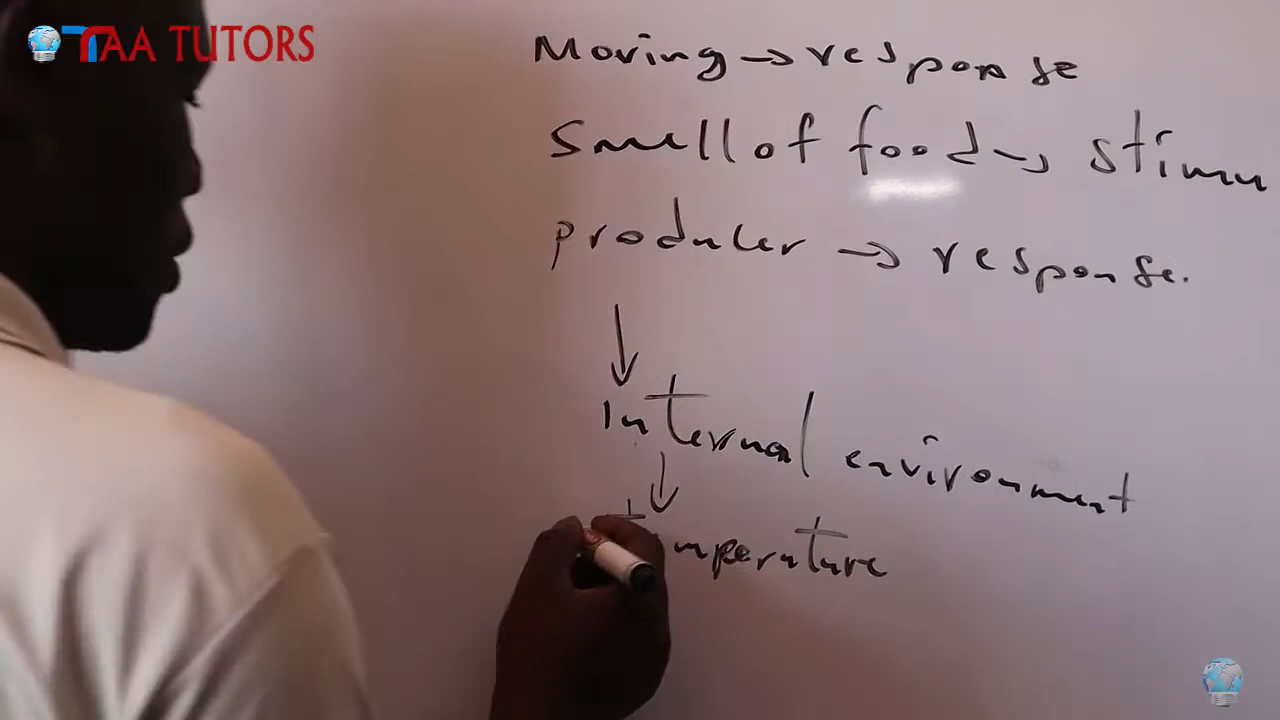 TAA TUTORS
Moving → response
Smell of food → stimu
producer → response.
↓
Internal environment
↓
temperature